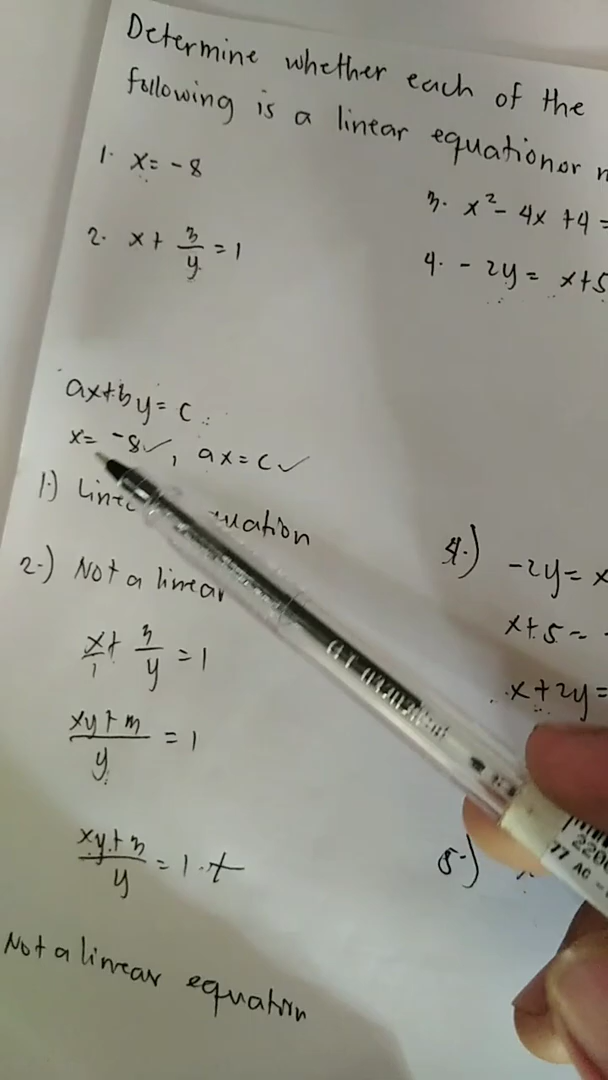 Determine whether each of the
following is a linear equation or
1. x = -8
2. x + 3/y = 1
3. x² - 4x + 4 =
4. - 2y = x + 5
ax + by = c
x = -8 ✓, ax = c ✓
1.)
2.) Not a linear
x/1 + 3/y = 1
xy + 3/y = 1
xy + 3/y = 1
Not a linear equation
4.) -2y = x
x + 5 =
x + 2y =
5.)